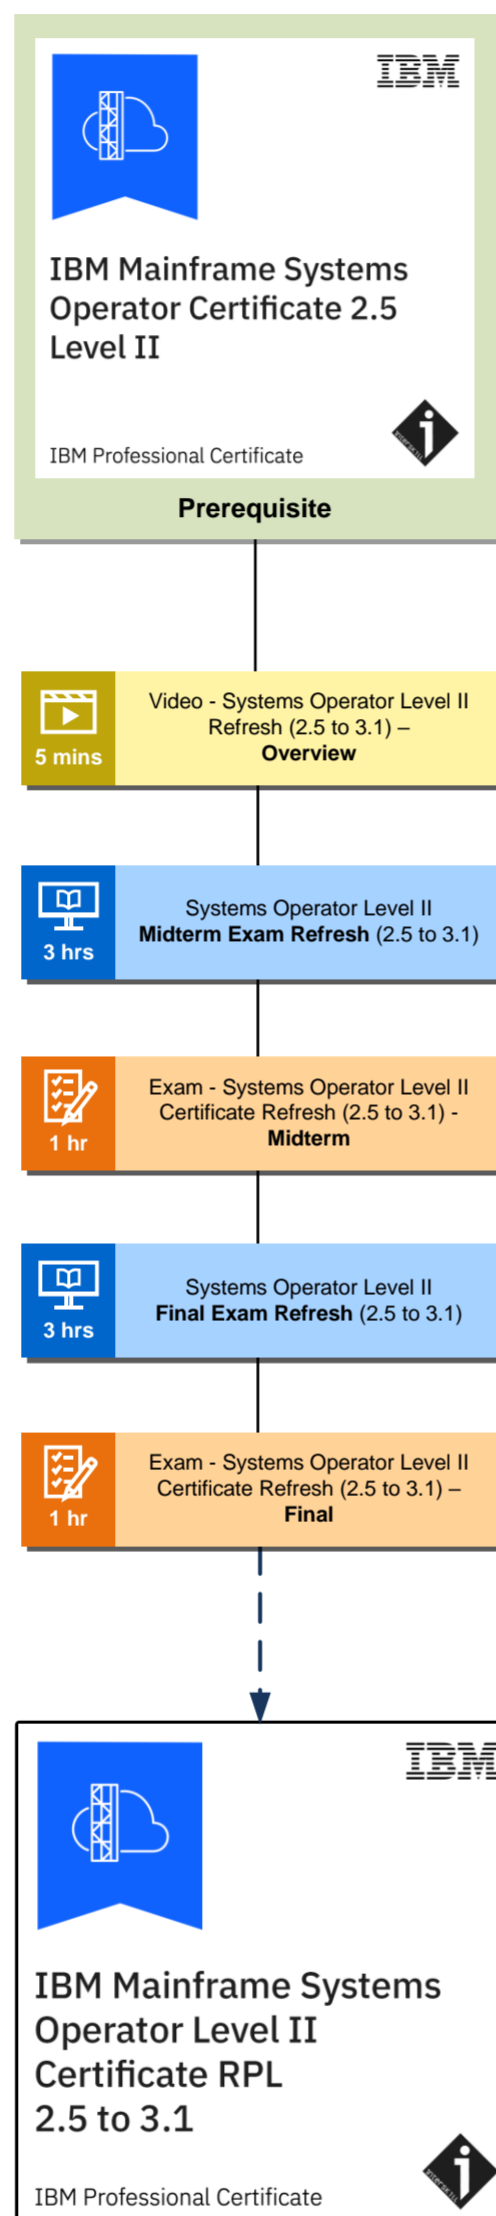 IBM
IBM Mainframe Systems
Operator Certificate 2.5
Level II
IBM Professional Certificate
interskill
Prerequisite
5 mins
Video - Systems Operator Level II
Refresh (2.5 to 3.1) –
Overview
3 hrs
Systems Operator Level II
Midterm Exam Refresh (2.5 to 3.1)
1 hr
Exam - Systems Operator Level II
Certificate Refresh (2.5 to 3.1) -
Midterm
3 hrs
Systems Operator Level II
Final Exam Refresh (2.5 to 3.1)
1 hr
Exam - Systems Operator Level II
Certificate Refresh (2.5 to 3.1) –
Final
IBM
IBM Mainframe Systems
Operator Level II
Certificate RPL
2.5 to 3.1
IBM Professional Certificate
interskill